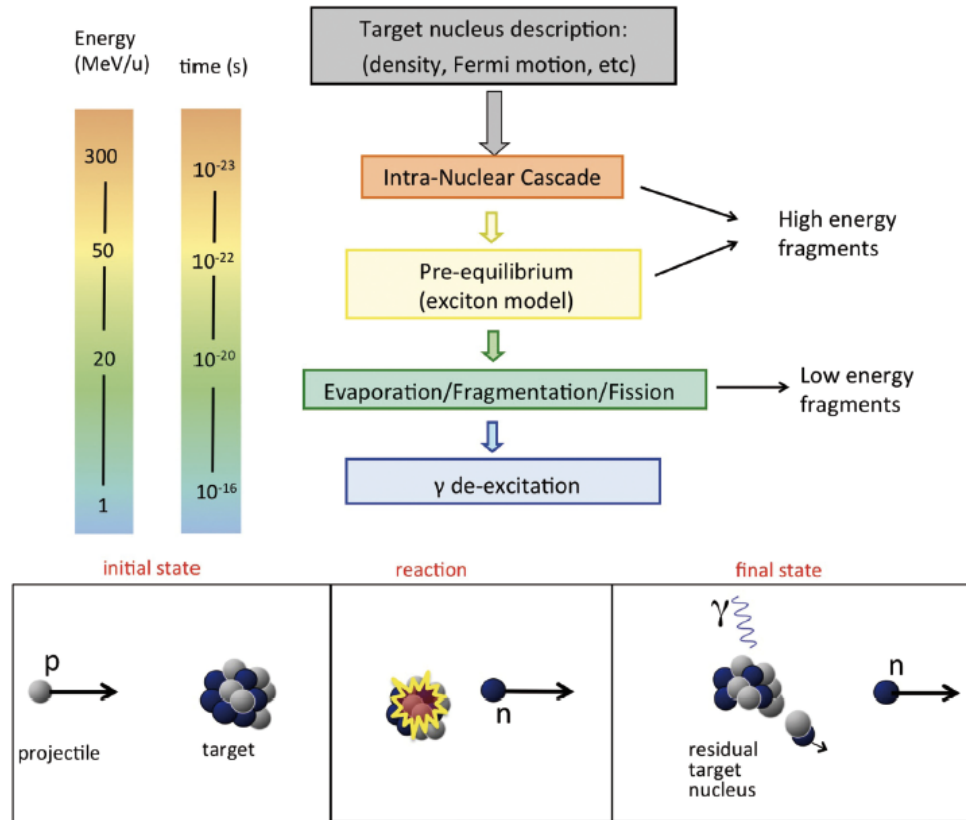 Energy
(MeV/u)
time (s)
300
50
20
1
10⁻²³
10⁻²²
10⁻²⁰
10⁻¹⁶
Target nucleus description:
(density, Fermi motion, etc)
Intra-Nuclear Cascade
High energy
fragments
Pre-equilibrium
(exciton model)
Evaporation/Fragmentation/Fission
Low energy
fragments
γ de-excitation
initial state
reaction
final state
p
projectile
target
n
γ
n
residual
target
nucleus